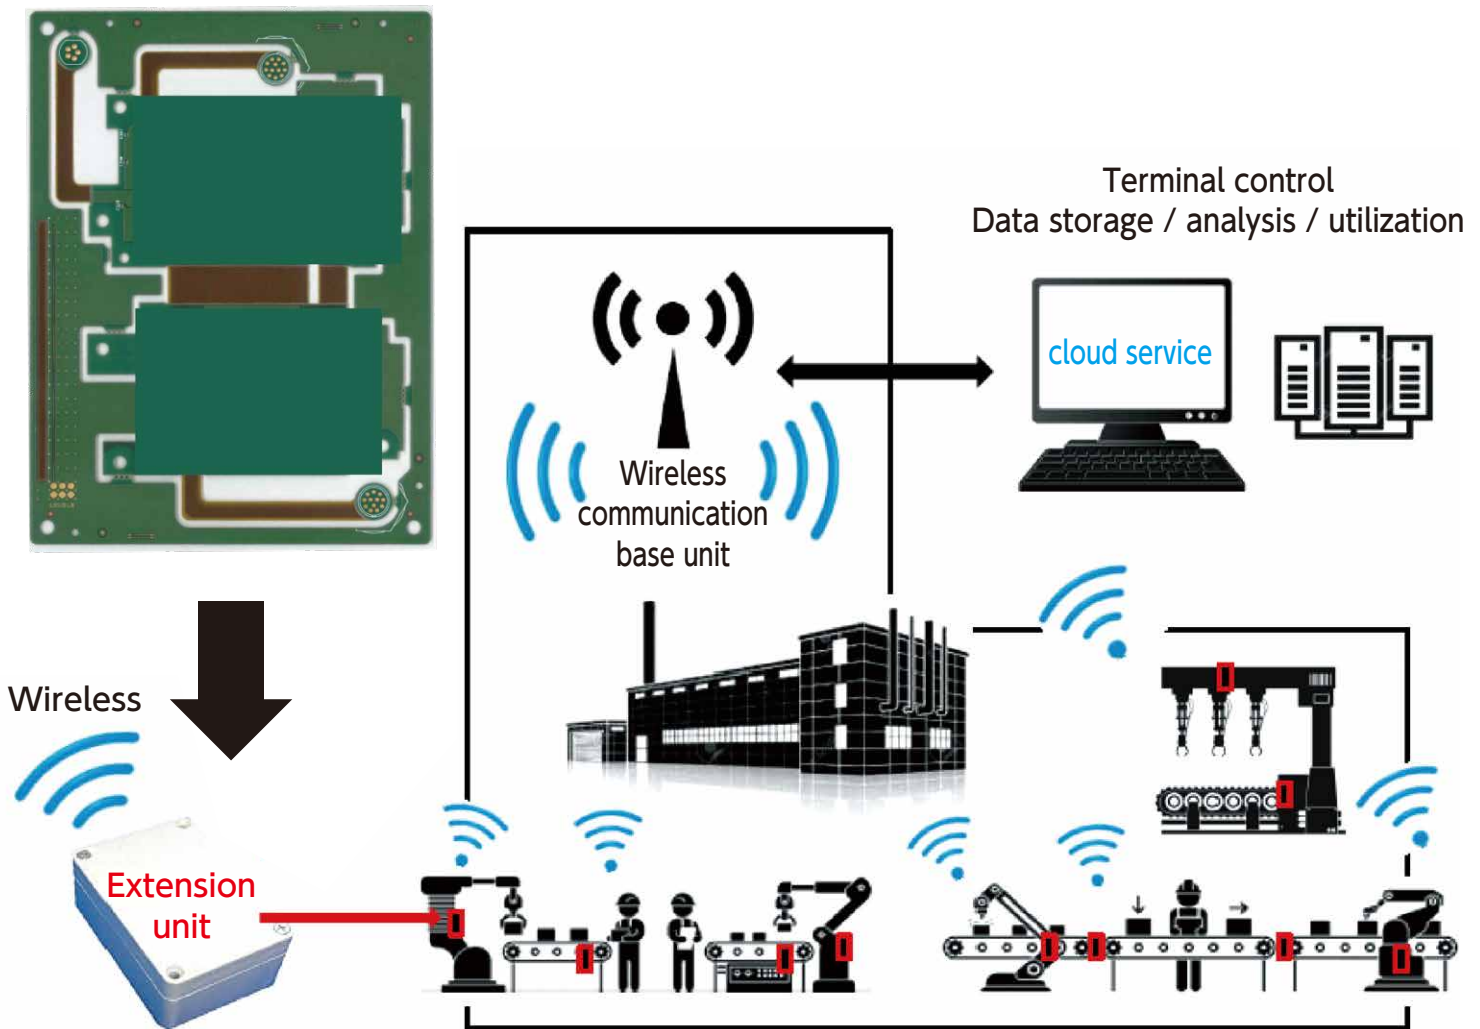 Terminal control
Data storage / analysis / utilization
cloud service
Wireless
communication
base unit
Wireless
Extension
unit